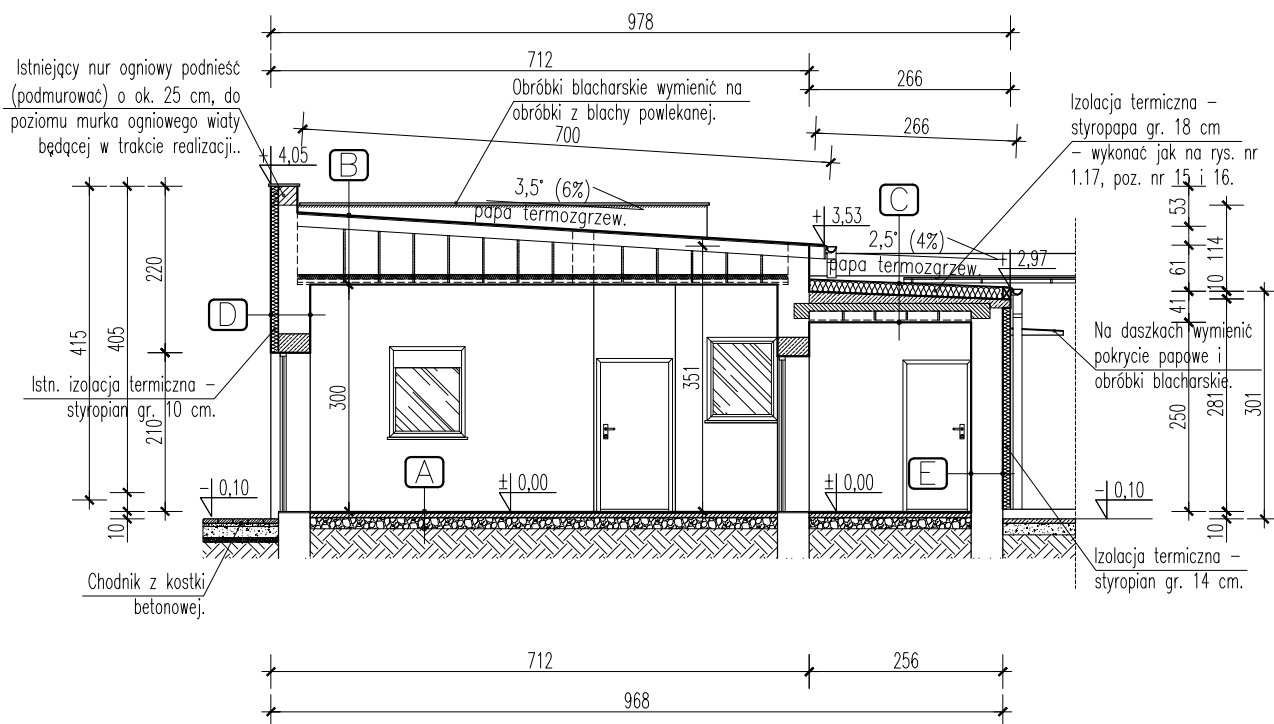 978
712
266
Istniejący nur ogniowy podnieść
(podmurować) o ok. 25 cm, do
poziomu murka ogniowego wiaty
będącej w trakcie realizacji..
Obróbki blacharskie wymienić na
obróbki z blachy powlekanej.
Izolacja termiczna –
styropapa gr. 18 cm
– wykonać jak na rys. nr
1.17, poz. nr 15 i 16.
700
266
+ 4,05
B
3,5° (6%)
papa termozgrzew.
C
+ 3,53
2,5° (4%)
papa termozgrzew.
+ 2,97
53
114
61
10
41
220
D
415
405
210
Istn. izolacja termiczna –
styropian gr. 10 cm.
300
351
Na daszkach wymienić
pokrycie papowe i
obróbki blacharskie.
250
281
301
A
E
– 0,10
± 0,00
± 0,00
– 0,10
10
10
Chodnik z kostki
betonowej.
Izolacja termiczna –
styropian gr. 14 cm.
712
256
968